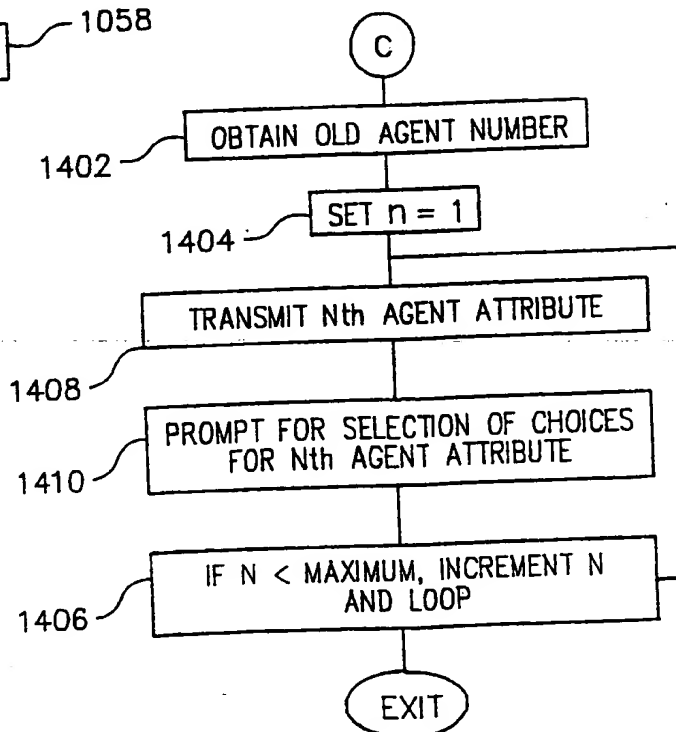 1058
C
OBTAIN OLD AGENT NUMBER
1402
SET n = 1
1404
TRANSMIT Nth AGENT ATTRIBUTE
1408
PROMPT FOR SELECTION OF CHOICES
FOR Nth AGENT ATTRIBUTE
1410
IF N < MAXIMUM, INCREMENT N
AND LOOP
1406
EXIT